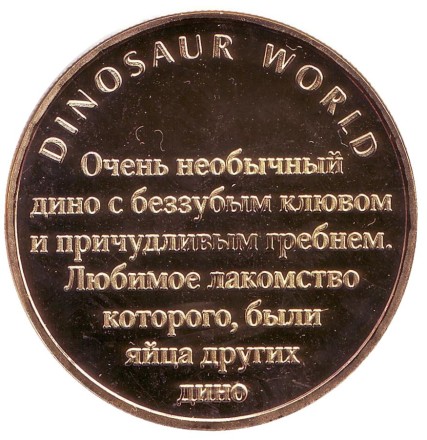 DINOSAUR WORLD
Очень необычный
дино с беззубым клювом
и причудливым гребнем.
Любимое лакомство
которого, были
яйца других
дино